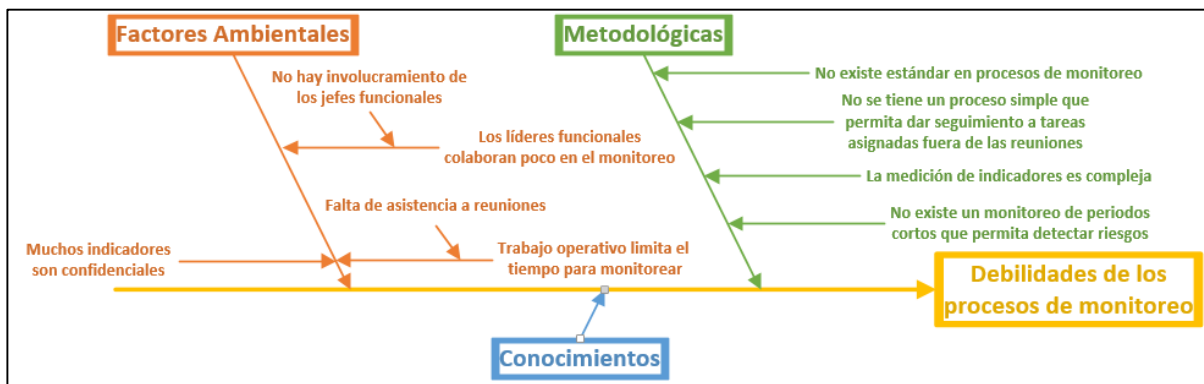 Factores Ambientales
No hay involucramiento de
los jefes funcionales
Los líderes funcionales
colaboran poco en el monitoreo
Falta de asistencia a reuniones
Muchos indicadores
son confidenciales
Trabajo operativo limita el
tiempo para monitorear
Metodológicas
No existe estándar en procesos de monitoreo
No se tiene un proceso simple que
permita dar seguimiento a tareas
asignadas fuera de las reuniones
La medición de indicadores es compleja
No existe un monitoreo de periodos
cortos que permita detectar riesgos
Debilidades de los
procesos de monitoreo
Conocimientos